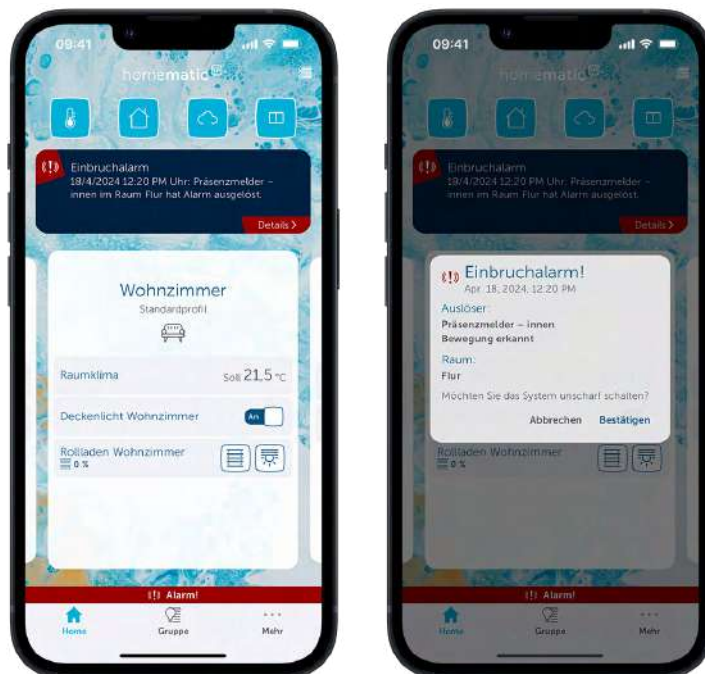 09:41
homematic IP
Einbruchalarm
18/4/2024 12:20 PM Uhr: Präsenzmelder –
innen im Raum Flur hat Alarm ausgelöst.
Details
Wohnzimmer
Standardprofil
Raumklima
Soll 21,5 °C
Deckenlicht Wohnzimmer
An
Rollladen Wohnzimmer
0 %
Alarm!
Home
Gruppe
Mehr
09:41
homematic IP
Einbruchalarm
18/4/2024 12:20 PM Uhr: Präsenzmelder –
innen im Raum Flur hat Alarm ausgelöst.
Details
Einbruchalarm!
Apr. 18, 2024, 12:20 PM
Auslöser:
Präsenzmelder – innen
Bewegung erkannt
Raum:
Flur
Möchten Sie das System unscharf schalten?
Abbrechen Bestätigen
Rollladen Wohnzimmer
0 %
Alarm!
Home
Gruppe
Mehr